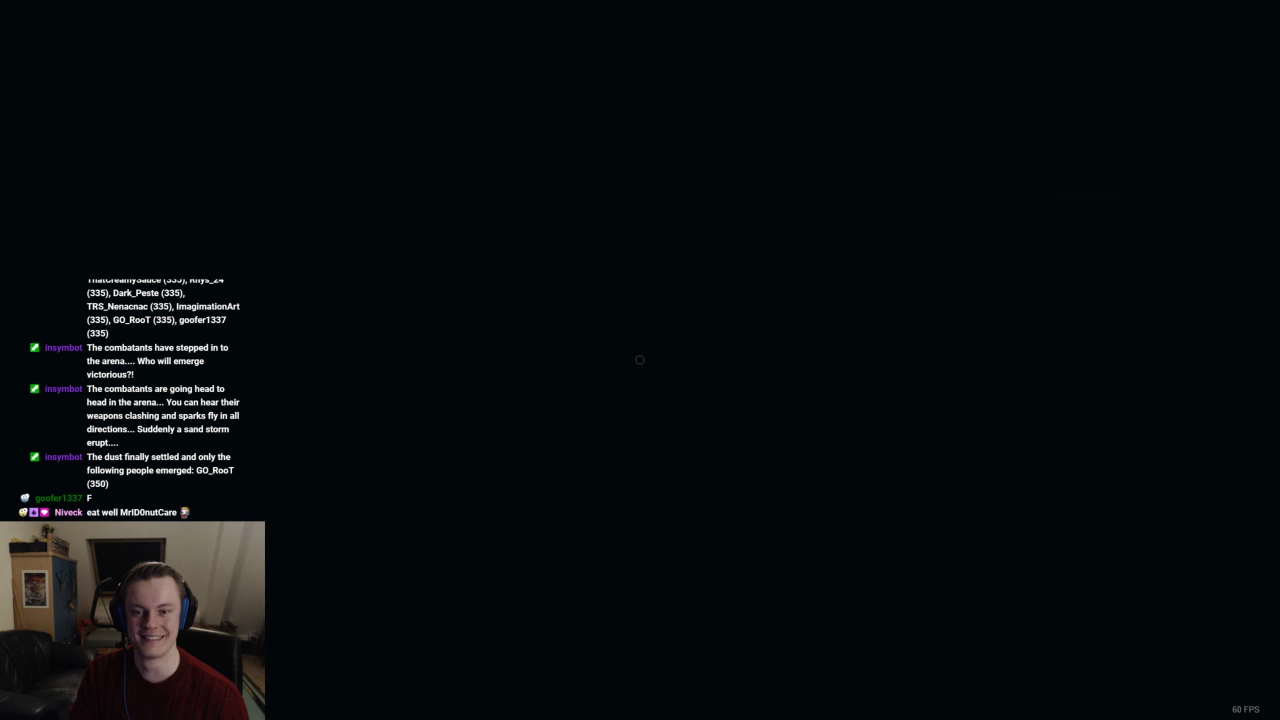 ThatCreamySauce (335), Rhys_24
(335), Dark_Peste (335),
TRS_Nenacnac (335), ImagimationArt
(335), GO_RooT (335), goofer1337
(335)
insymbot The combatants have stepped in to
the arena.... Who will emerge
victorious?!
insymbot The combatants are going head to
head in the arena... You can hear their
weapons clashing and sparks fly in all
directions... Suddenly a sand storm
erupt....
insymbot The dust finally settled and only the
following people emerged: GO_RooT
(350)
goofer1337 F
Niveck eat well MrID0nutCare
60 FPS